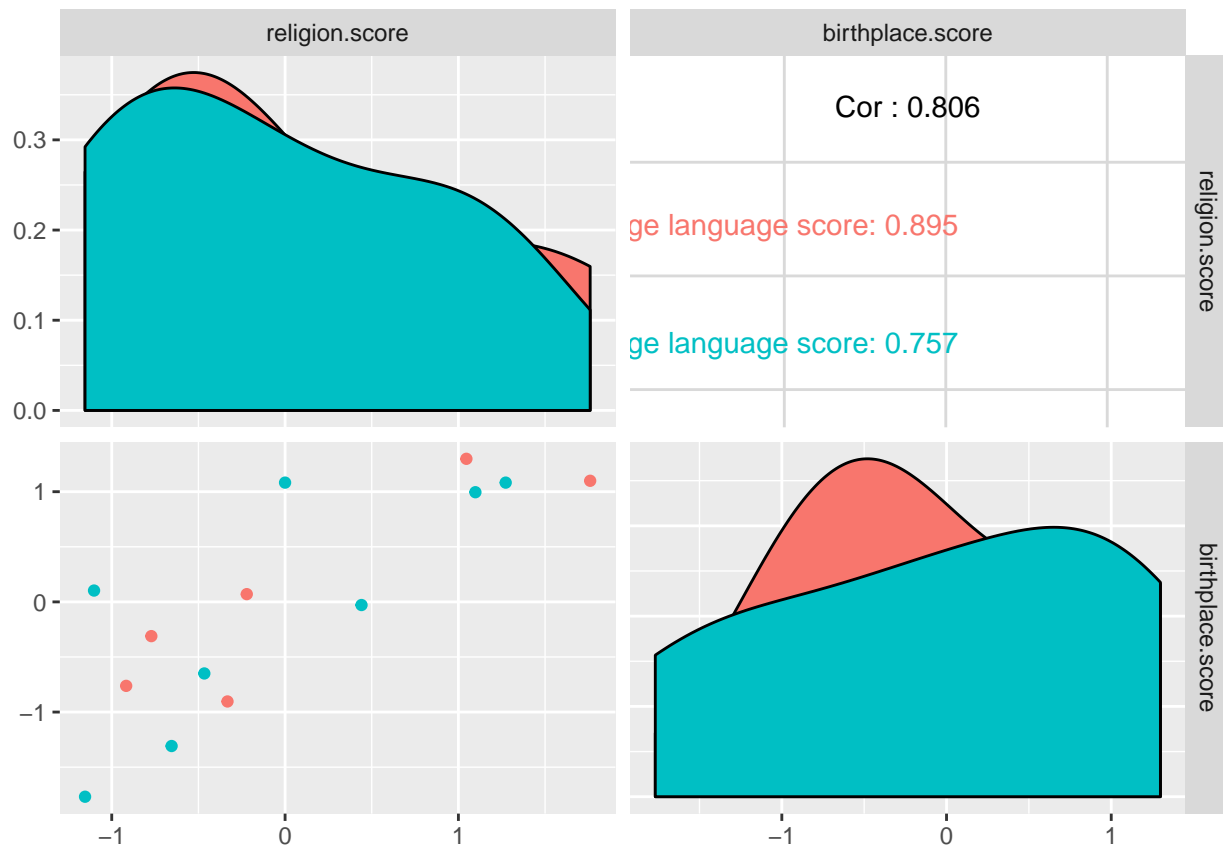 religion.score
birthplace.score
0.3
0.2
0.1
0.0
Cor : 0.806
ge language score: 0.895
ge language score: 0.757
religion.score
1
0
−1
birthplace.score
−1 0 1
−1 0 1